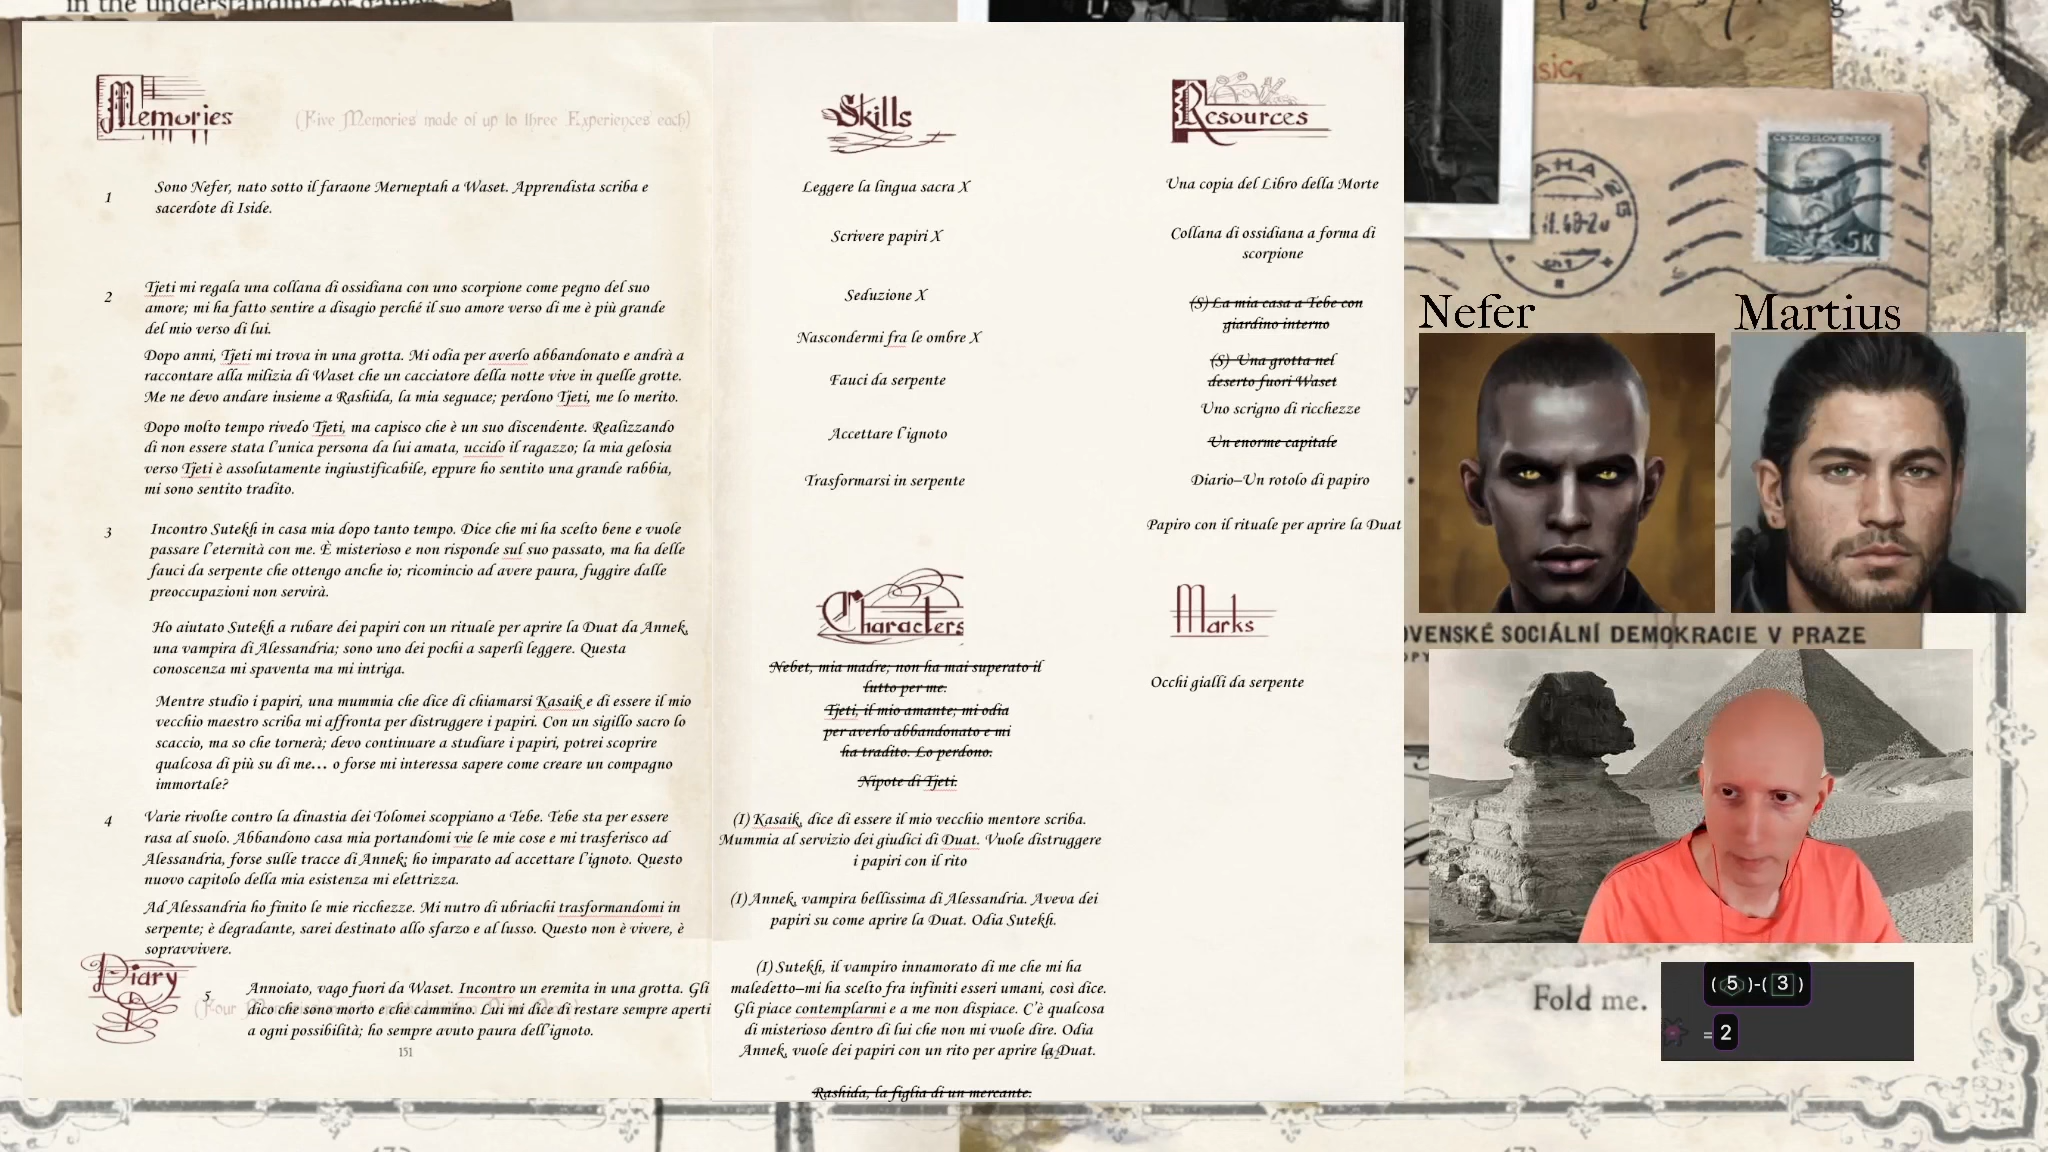 in the understanding of games
Memories
(Five Memories made of up to three Experiences each)
1
Sono Nefer, nato sotto il faraone Merneptah a Waset. Apprendista scriba e
sacerdote di Iside.
2
Tjeti mi regala una collana di ossidiana con uno scorpione come pegno del suo
amore; mi ha fatto sentire a disagio perché il suo amore verso di me è più grande
del mio verso di lui.
Dopo anni, Tjeti mi trova in una grotta. Mi odia per averlo abbandonato e andrà a
raccontare alla milizia di Waset che un cacciatore della notte vive in quelle grotte.
Me ne devo andare insieme a Rashida, la mia seguace; perdono Tjeti, me lo merito.
Dopo molto tempo rivedo Tjeti, ma capisco che è un suo discendente. Realizzando
di non essere stata l'unica persona da lui amata, uccido il ragazzo; la mia gelosia
verso Tjeti è assolutamente ingiustificabile, eppure ho sentito una grande rabbia,
mi sono sentito tradito.
3
Incontro Sutekh in casa mia dopo tanto tempo. Dice che mi ha scelto bene e vuole
passare l'eternità con me. È misterioso e non risponde sul suo passato, ma ha delle
fauci da serpente che ottengo anche io; ricomincio ad avere paura, fuggire dalle
preoccupazioni non servirà.
Ho aiutato Sutekh a rubare dei papiri con un rituale per aprire la Duat da Annek,
una vampira di Alessandria; sono uno dei pochi a saperli leggere. Questa
conoscenza mi spaventa ma mi intriga.
Mentre studio i papiri, una mummia che dice di chiamarsi Kasaik e di essere il mio
vecchio maestro scriba mi affronta per distruggere i papiri. Con un sigillo sacro lo
scaccio, ma so che tornerà; devo continuare a studiare i papiri, potrei scoprire
qualcosa di più su di me... o forse mi interessa sapere come creare un compagno
immortale?
4
Varie rivolte contro la dinastia dei Tolomei scoppiano a Tebe. Tebe sta per essere
rasa al suolo. Abbandono casa mia portandomi vie le mie cose e mi trasferisco ad
Alessandria, forse sulle tracce di Annek; ho imparato ad accettare l'ignoto. Questo
nuovo capitolo della mia esistenza mi elettrizza.
Ad Alessandria ho finito le mie ricchezze. Mi nutro di ubriachi trasformandomi in
serpente; è degradante, sarei destinato allo sfarzo e al lusso. Questo non è vivere, è
sopravvivere.
Diary
5
Annoiato, vago fuori da Waset. Incontro un eremita in una grotta. Gli
dico che sono morto e che cammino. Lui mi dice di restare sempre aperti
a ogni possibilità; ho sempre avuto paura dell'ignoto.
151
Skills
Leggere la lingua sacra X
Scrivere papiri X
Seduzione X
Nascondermi fra le ombre X
Fauci da serpente
Accettare l'ignoto
Trasformarsi in serpente
Characters
Nebet, mia madre; non ha mai superato il
lutto per me.
Tjeti, il mio amante; mi odia
per averlo abbandonato e mi
ha tradito. Lo perdono.
Nipote di Tjeti.
(I) Kasaik, dice di essere il mio vecchio mentore scriba.
Mummia al servizio dei giudici di Duat. Vuole distruggere
i papiri con il rito
(I) Annek, vampira bellissima di Alessandria. Aveva dei
papiri su come aprire la Duat. Odia Sutekh.
(I) Sutekh, il vampiro innamorato di me che mi ha
maledetto—mi ha scelto fra infiniti esseri umani, così dice.
Gli piace contemplarmi e a me non dispiace. C'è qualcosa
di misterioso dentro di lui che non mi vuole dire. Odia
Annek, vuole dei papiri con un rito per aprire la Duat.
Rashida, la figlia di un mercante.
Resources
Una copia del Libro della Morte
Collana di ossidiana a forma di
scorpione
(S) La mia casa a Tebe con
giardino interno
(S) Una grotta nel
deserto fuori Waset
Uno scrigno di ricchezze
Un enorme capitale
Diario—Un rotolo di papiro
Papiro con il rituale per aprire la Duat
Marks
Occhi gialli da serpente
ČESKOSLOVENSKO
5K
Nefer
Martius
OVENSKÉ SOCIÁLNÍ DEMOKRACIE V PRAZE
Fold me.
(5)-(3)
=2